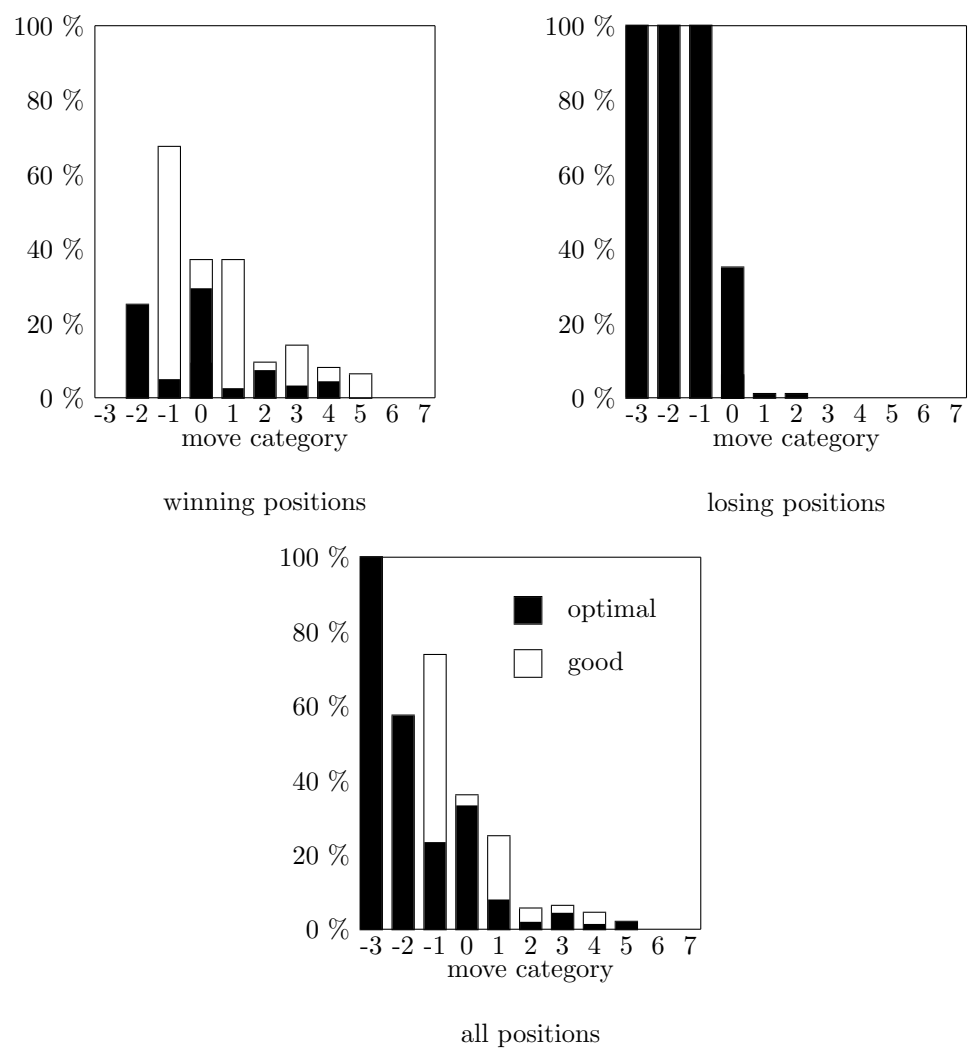 100 %
80 %
60 %
40 %
20 %
0 %
-3 -2 -1 0 1 2 3 4 5 6 7
move category
winning positions
100 %
80 %
60 %
40 %
20 %
0 %
-3 -2 -1 0 1 2 3 4 5 6 7
move category
losing positions
100 %
80 %
60 %
40 %
20 %
0 %
optimal
good
-3 -2 -1 0 1 2 3 4 5 6 7
move category
all positions